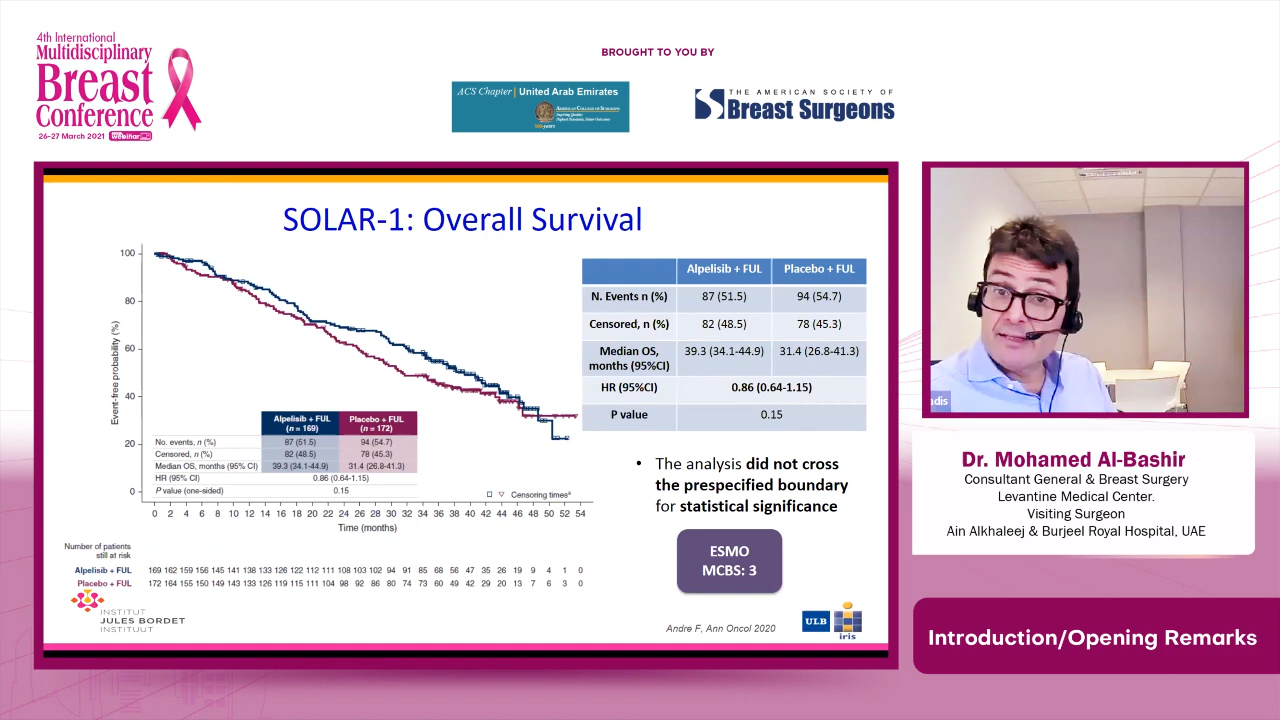 4th International
Multidisciplinary
Breast
Conference
26-27 March 2021 Webinar
BROUGHT TO YOU BY
ACS Chapter | United Arab Emirates
AMERICAN COLLEGE OF SURGEONS
Inspiring Quality:
Highest Standards, Better Outcomes
100+years
THE AMERICAN SOCIETY OF
Breast Surgeons
SOLAR-1: Overall Survival
Event-free probability (%)
100
80
60
40
20
0
Alpelisib + FUL Placebo + FUL
(n = 169) (n = 172)
No. events, n (%) 87 (51.5) 94 (54.7)
Censored, n (%) 82 (48.5) 78 (45.3)
Median OS, months (95% CI) 39.3 (34.1-44.9) 31.4 (26.8-41.3)
HR (95% CI) 0.86 (0.64-1.15)
P value (one-sided) 0.15
Censoring timesª
0 2 4 6 8 10 12 14 16 18 20 22 24 26 28 30 32 34 36 38 40 42 44 46 48 50 52 54
Time (months)
Number of patients
still at risk
Alpelisib + FUL 169 162 159 156 145 141 138 133 126 122 112 111 108 103 102 94 91 85 68 56 47 35 26 19 9 4 1 0
Placebo + FUL 172 164 155 150 149 143 133 126 119 115 111 104 98 92 86 80 74 73 60 49 42 29 20 13 7 6 3 0
Alpelisib + FUL Placebo + FUL
N. Events n (%) 87 (51.5) 94 (54.7)
Censored, n (%) 82 (48.5) 78 (45.3)
Median OS, 39.3 (34.1-44.9) 31.4 (26.8-41.3)
months (95%CI)
HR (95%CI) 0.86 (0.64-1.15)
P value 0.15
• The analysis did not cross
the prespecified boundary
for statistical significance
ESMO
MCBS: 3
INSTITUT
JULES BORDET
INSTITUUT
Andre F, Ann Oncol 2020
ULB
iris
Dr. Mohamed Al-Bashir
Consultant General & Breast Surgery
Levantine Medical Center.
Visiting Surgeon
Ain Alkhaleej & Burjeel Royal Hospital, UAE
Introduction/Opening Remarks